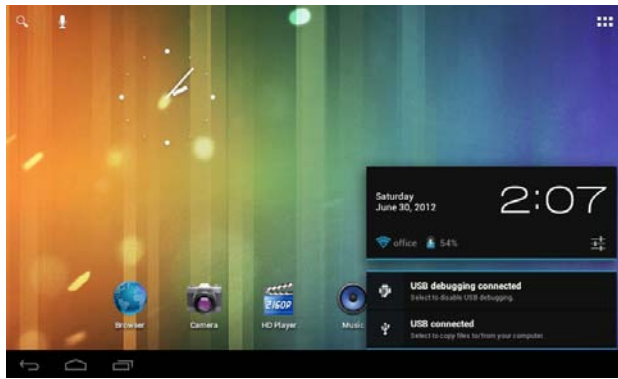 Saturday
June 30, 2012
2:07
office 54%
USB debugging connected
Select to disable USB debugging.
USB connected
Select to copy files to/from your computer.
2160P
Browser
Camera
HD Player
Music